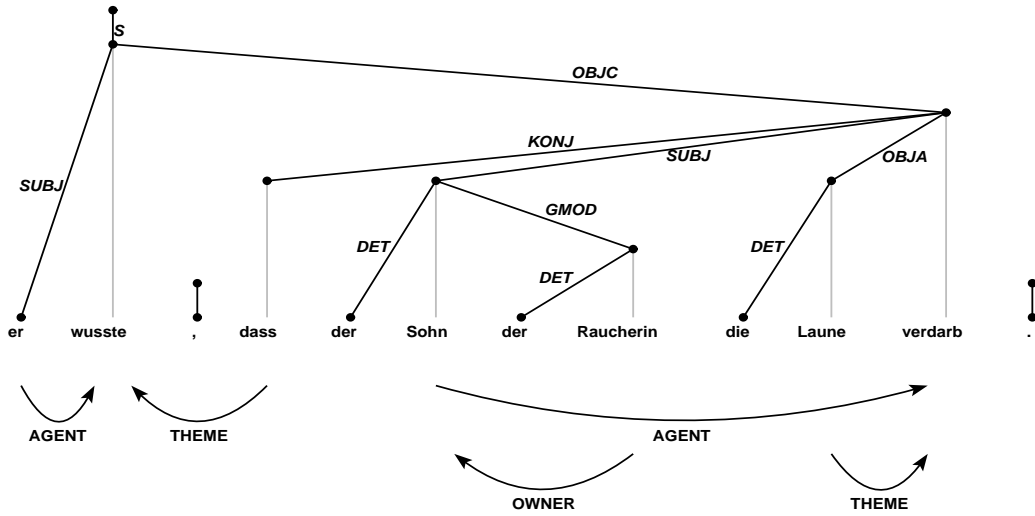 S
OBJC
KONJ
SUBJ OBJA
SUBJ
GMOD
DET DET
DET
er wusste , dass der Sohn der Raucherin die Laune verdarb .
AGENT THEME AGENT
OWNER THEME